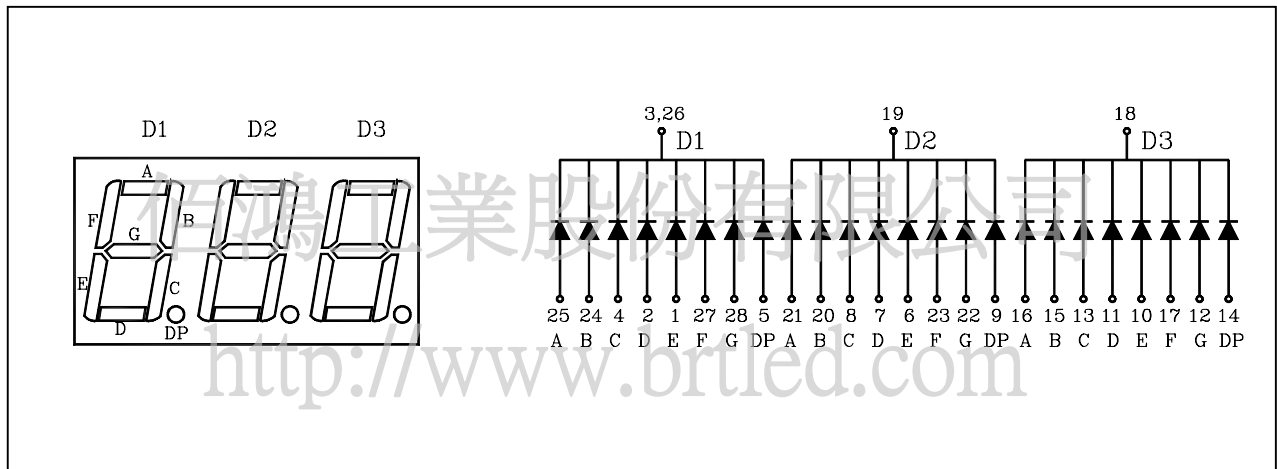 D1 D2 D3
A
F B
G
E C
D DP
3,26 19 18
D1 D2 D3
25 24 4 2 1 27 28 5 21 20 8 7 6 23 22 9 16 15 13 11 10 17 12 14
A B C D E F G DP A B C D E F G DP A B C D E F G DP
佰鴻工業股份有限公司
http://www.brtled.com